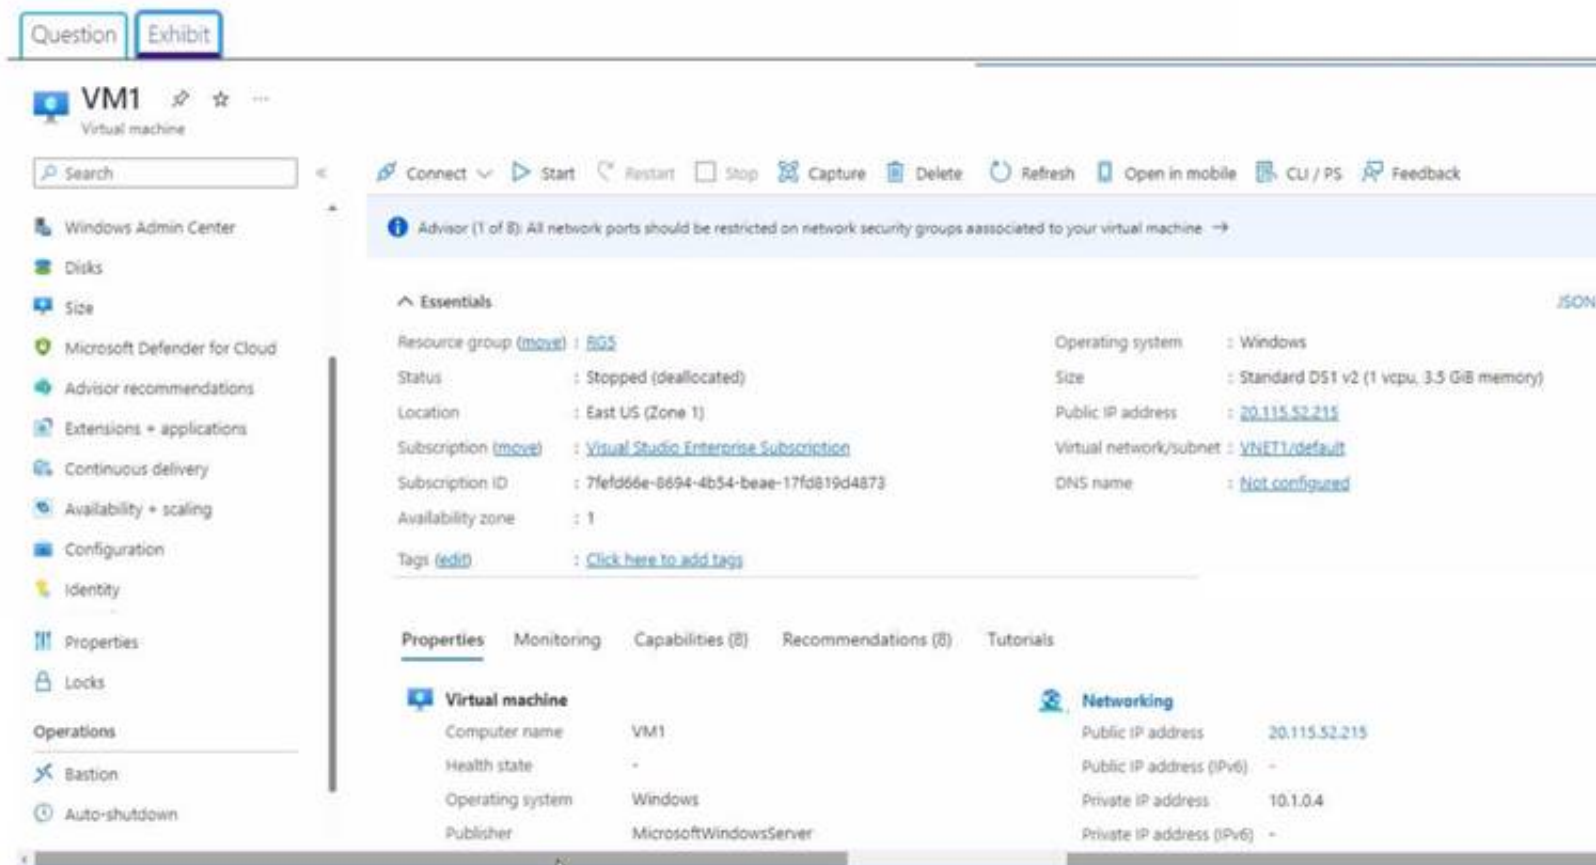 Question Exhibit
VM1 ...
Virtual machine
Search «
Connect Start Restart Stop Capture Delete Refresh Open in mobile CU / PS Feedback
Advisor (1 of 8): All network ports should be restricted on network security groups aassociated to your virtual machine →
Windows Admin Center
Disks
Size
Microsoft Defender for Cloud
Advisor recommendations
Extensions + applications
Continuous delivery
Availability + scaling
Configuration
Identity
Properties
Locks
Operations
Bastion
Auto-shutdown
Essentials
JSON
Resource group (move) : RG5
Status : Stopped (deallocated)
Location : East US (Zone 1)
Subscription (move) : Visual Studio Enterprise Subscription
Subscription ID : 7fefd66e-8694-4b54-beae-17fd819d4873
Availability zone : 1
Tags (edit) : Click here to add tags
Operating system : Windows
Size : Standard DS1 v2 (1 vcpu, 3.5 GiB memory)
Public IP address : 20.115.52.215
Virtual network/subnet : VNET1/default
DNS name : Not configured
Properties Monitoring Capabilities (8) Recommendations (8) Tutorials
Virtual machine
Computer name VM1
Health state -
Operating system Windows
Publisher MicrosoftWindowsServer
Networking
Public IP address 20.115.52.215
Public IP address (IPv6) -
Private IP address 10.1.0.4
Private IP address (IPv6) -